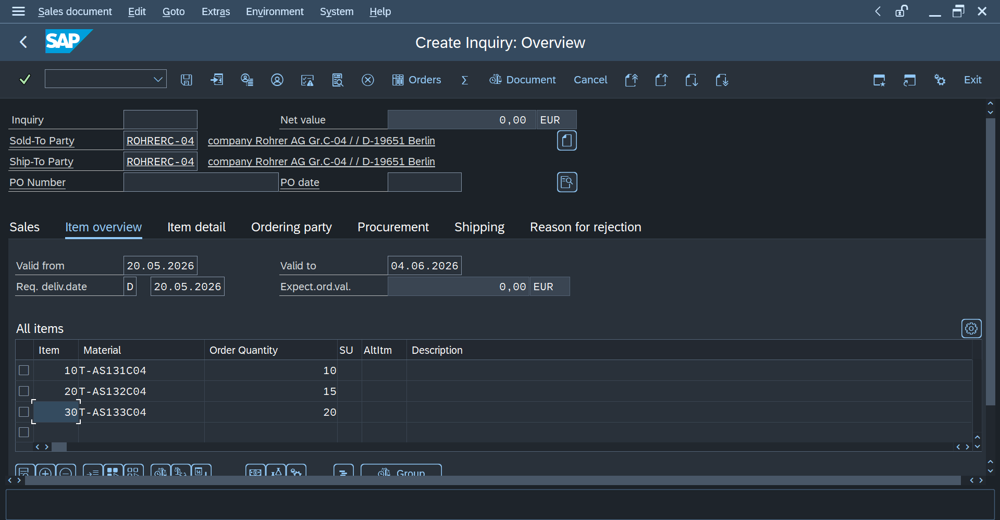 Sales document Edit Goto Extras Environment System Help
SAP Create Inquiry: Overview
Orders Document Cancel Exit
Inquiry Net value 0,00 EUR
Sold-To Party ROHRERC-04 company Rohrer AG Gr.C-04 / / D-19651 Berlin
Ship-To Party ROHRERC-04 company Rohrer AG Gr.C-04 / / D-19651 Berlin
PO Number PO date
Sales Item overview Item detail Ordering party Procurement Shipping Reason for rejection
Valid from 20.05.2026 Valid to 04.06.2026
Req. deliv.date D 20.05.2026 Expect.ord.val. 0,00 EUR
All items
Item Material Order Quantity SU AltItm Description
10 T-AS131C04 10
20 T-AS132C04 15
30 T-AS133C04 20
14 Group